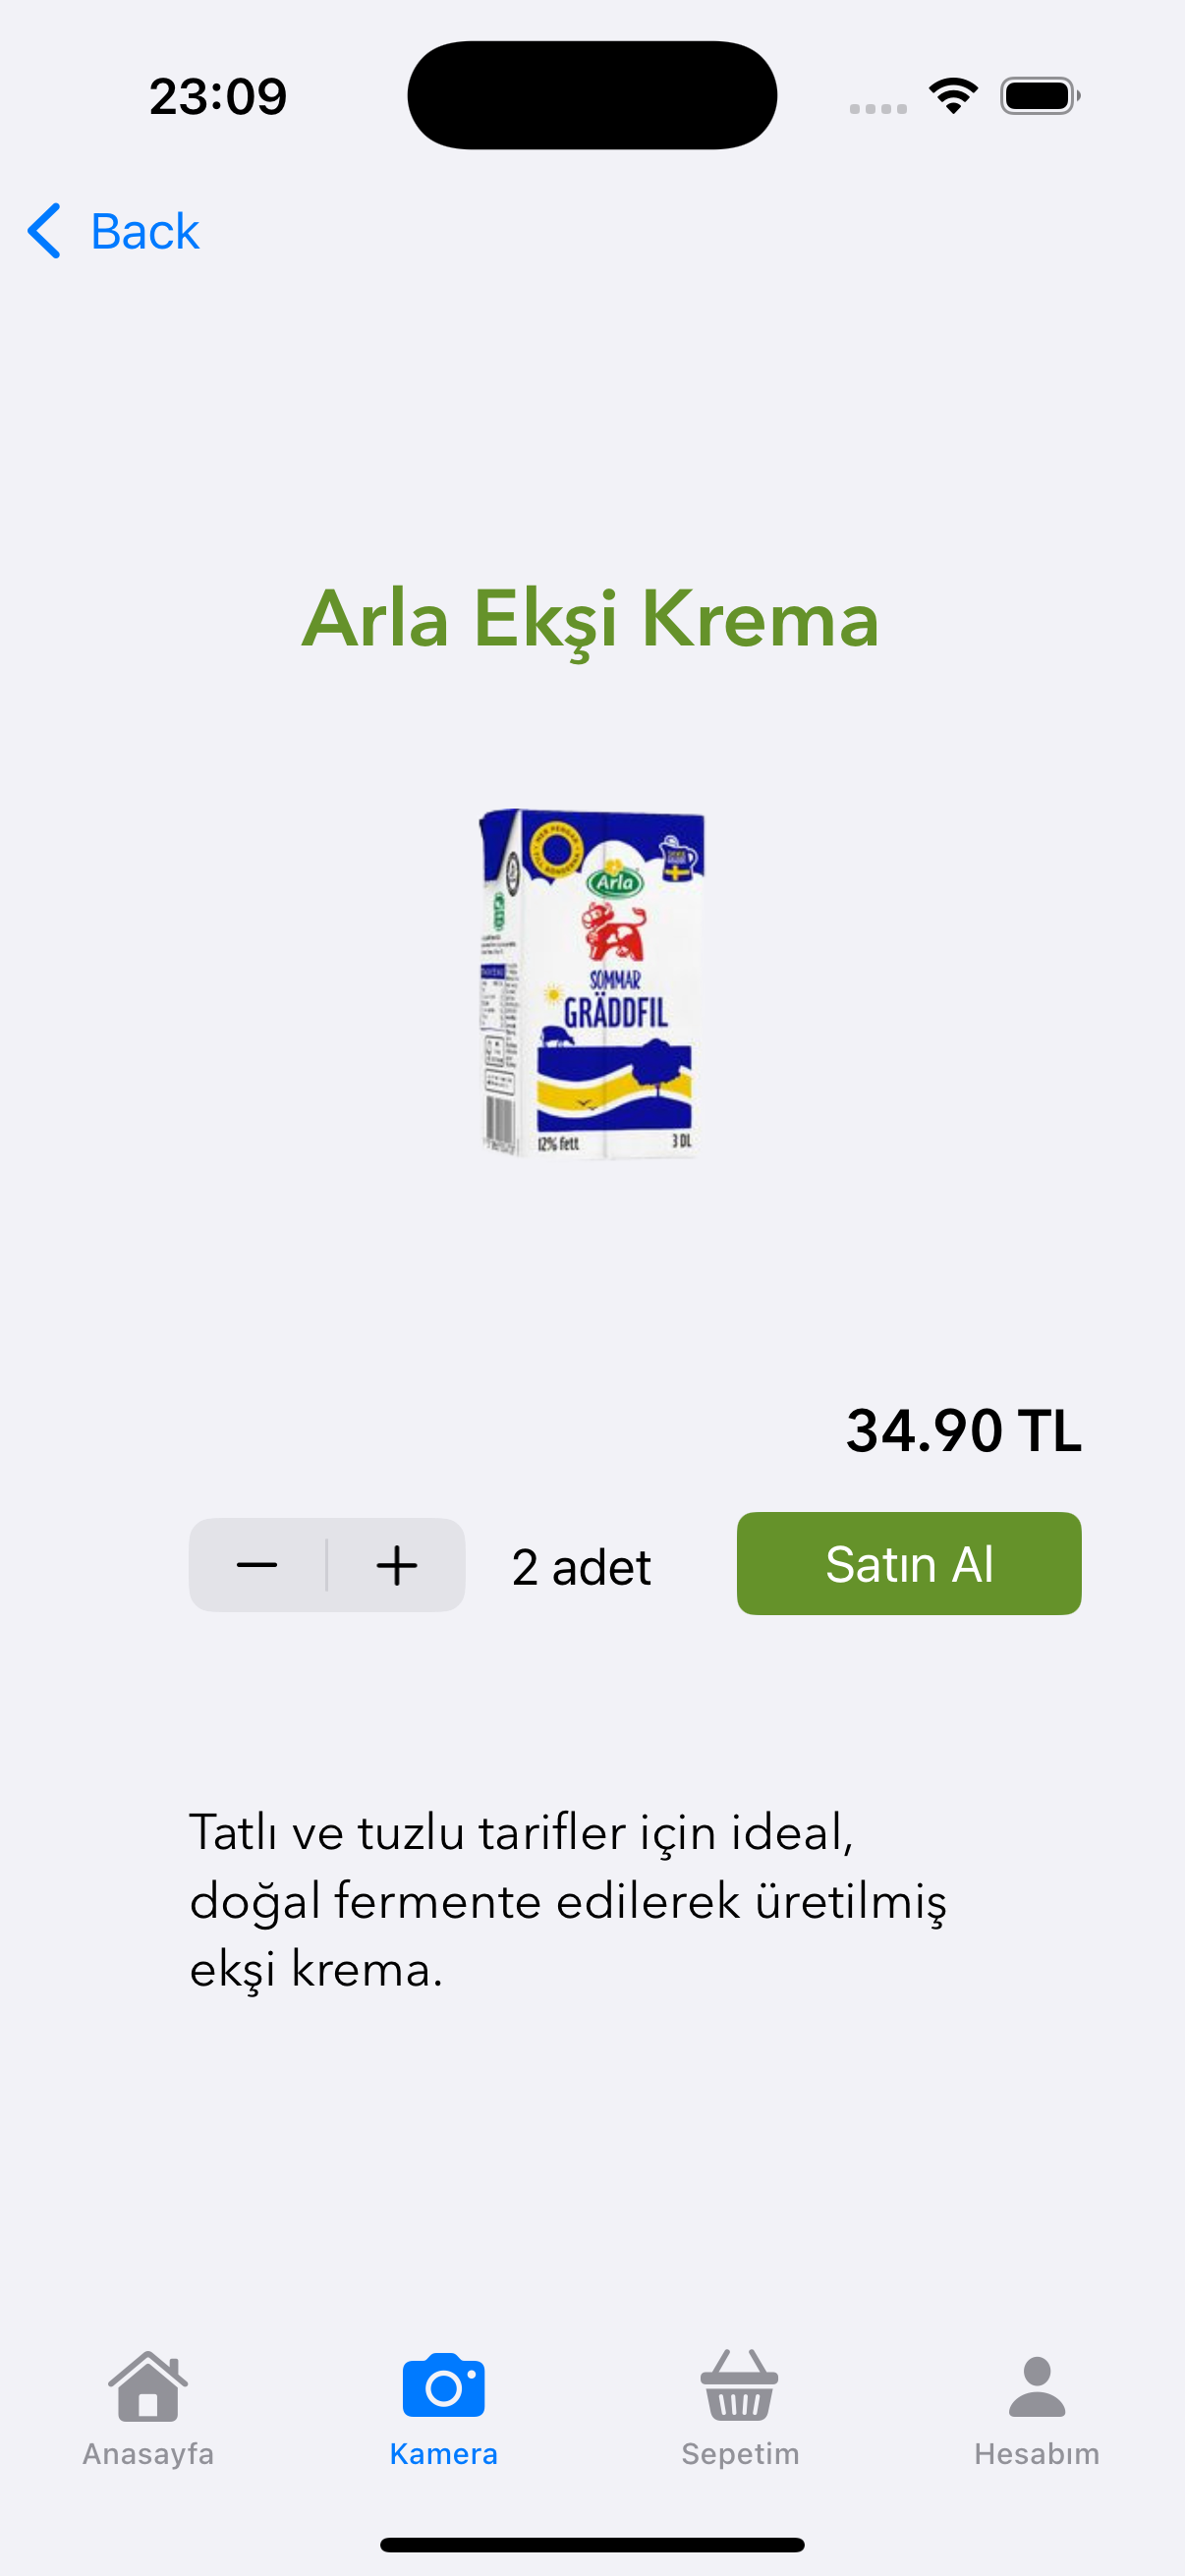 23:09
Back
Arla Ekşi Krema
Arla
SOMMAR
GRÄDDFIL
12% fett
3 DL
34.90 TL
2 adet
Satın Al
Tatlı ve tuzlu tarifler için ideal,
doğal fermente edilerek üretilmiş
ekşi krema.
Anasayfa
Kamera
Sepetim
Hesabım